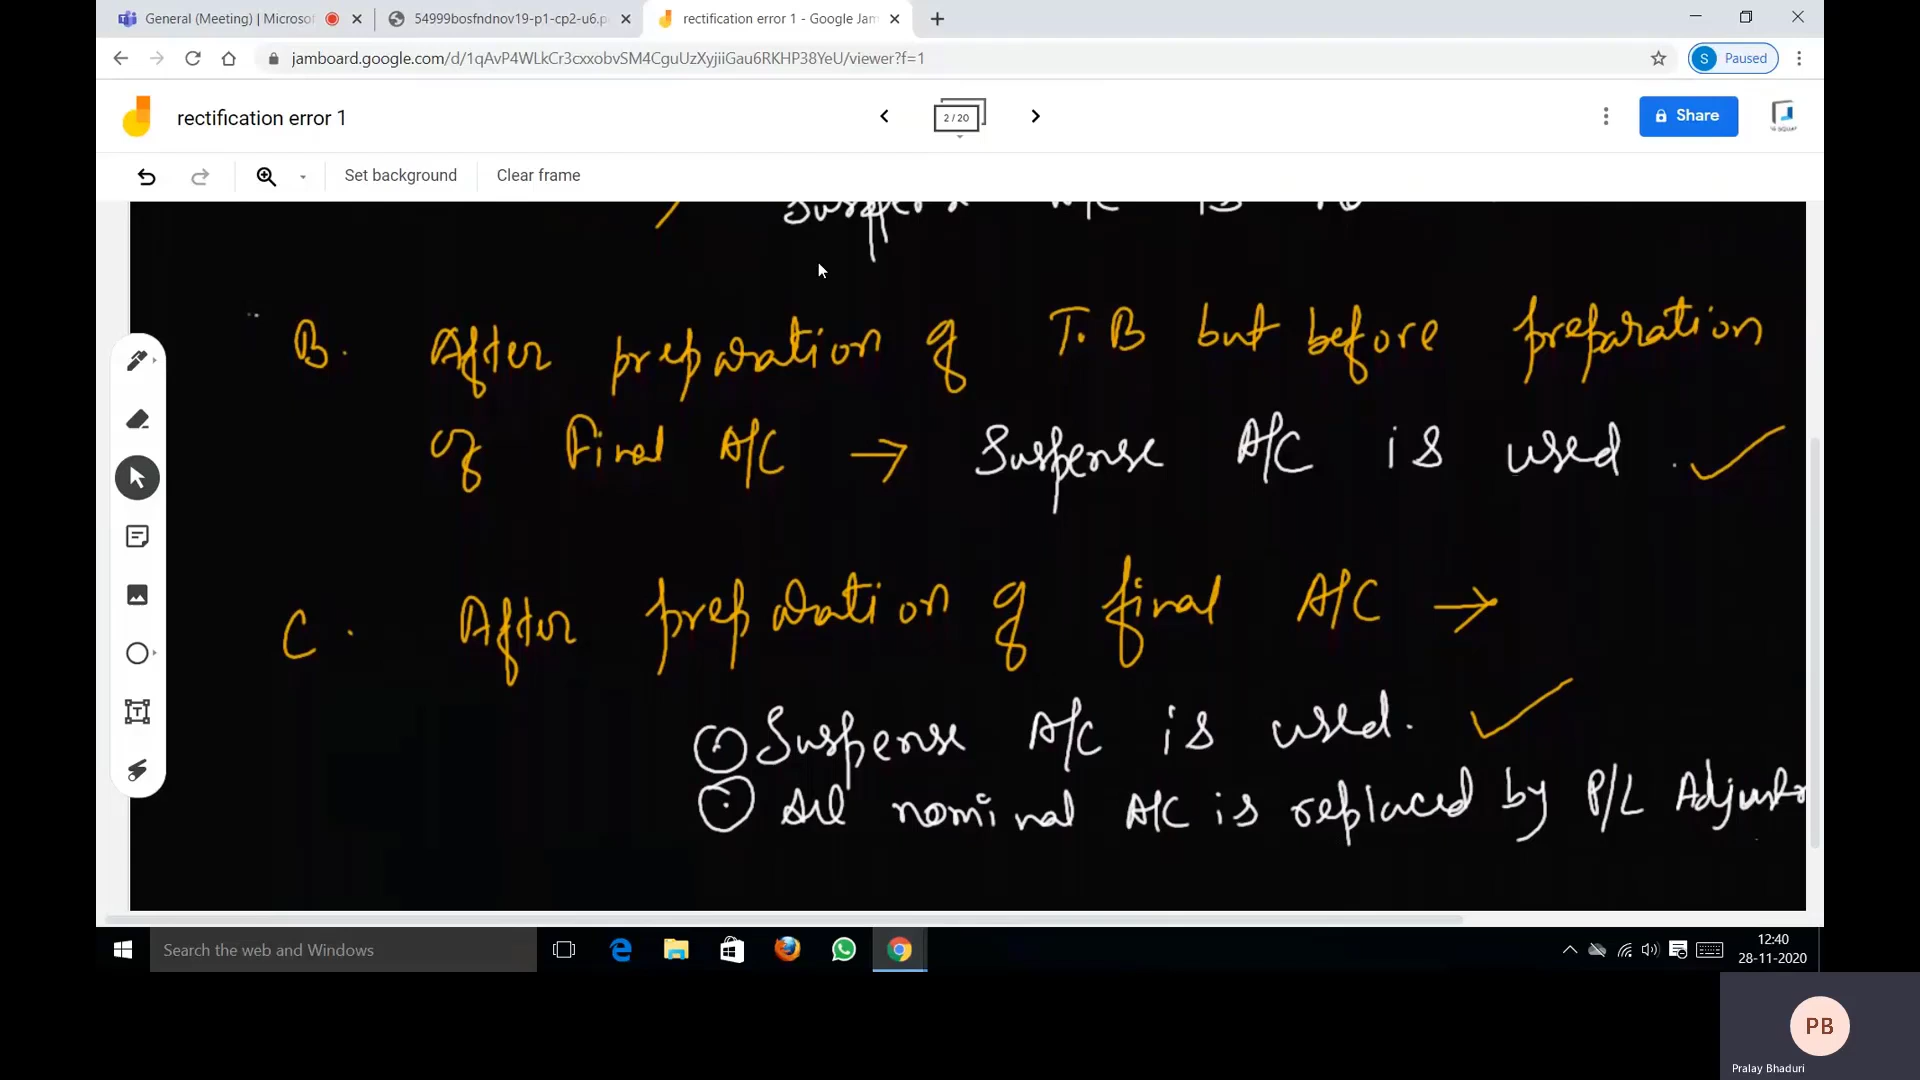 General (Meeting) | Microso
54999bosfndnov19-p1-cp2-u6.p
rectification error 1 - Google Jam
jamboard.google.com/d/1qAvP4WLkCr3cxxobvSM4CguUzXyjiiGau6RKHP38YeU/viewer?f=1
S Paused
rectification error 1
2 / 20
Share
Set background
Clear frame
Suspense A/C is
B. After preparation of T.B but before preparation
of Final A/C → Suspense A/C is used
C. After preparation of final A/C →
Suspense A/C is used.
All nominal A/C is replaced by P/L Adjust
Search the web and Windows
12:40
28-11-2020
PB
Pralay Bhaduri